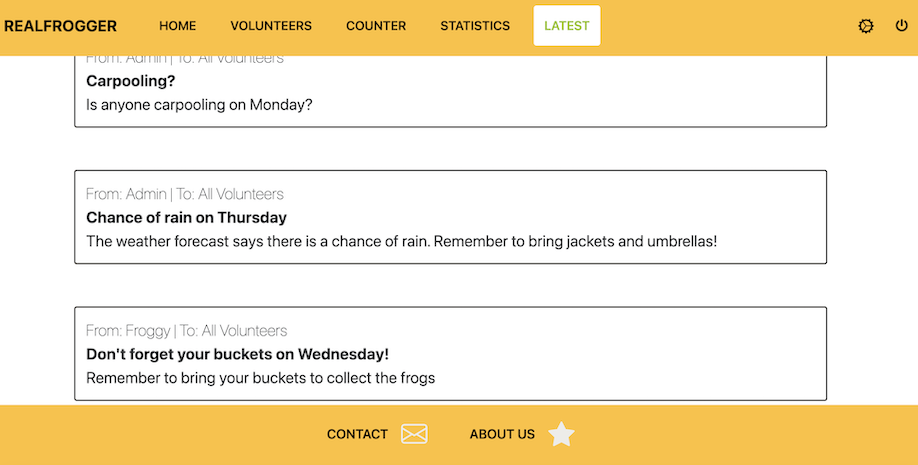 REALFROGGER HOME VOLUNTEERS COUNTER STATISTICS LATEST
From: Admin | To: All Volunteers
Carpooling?
Is anyone carpooling on Monday?
From: Admin | To: All Volunteers
Chance of rain on Thursday
The weather forecast says there is a chance of rain. Remember to bring jackets and umbrellas!
From: Froggy | To: All Volunteers
Don't forget your buckets on Wednesday!
Remember to bring your buckets to collect the frogs
CONTACT ABOUT US